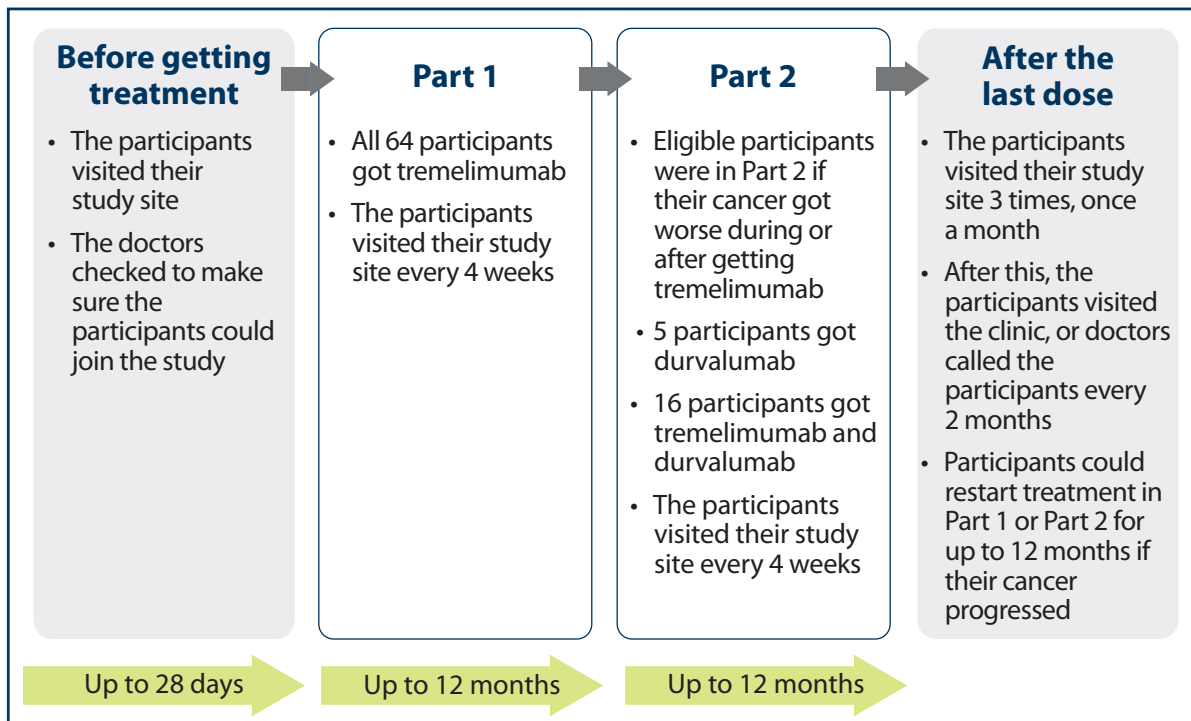 Before getting
treatment
• The participants
visited their
study site
• The doctors
checked to make
sure the
participants could
join the study
Up to 28 days
Part 1
• All 64 participants
got tremelimumab
• The participants
visited their study
site every 4 weeks
Up to 12 months
Part 2
• Eligible participants
were in Part 2 if
their cancer got
worse during or
after getting
tremelimumab
• 5 participants got
durvalumab
• 16 participants got
tremelimumab and
durvalumab
• The participants
visited their study
site every 4 weeks
Up to 12 months
After the
last dose
• The participants
visited their study
site 3 times, once
a month
• After this, the
participants visited
the clinic, or doctors
called the
participants every
2 months
• Participants could
restart treatment in
Part 1 or Part 2 for
up to 12 months if
their cancer
progressed